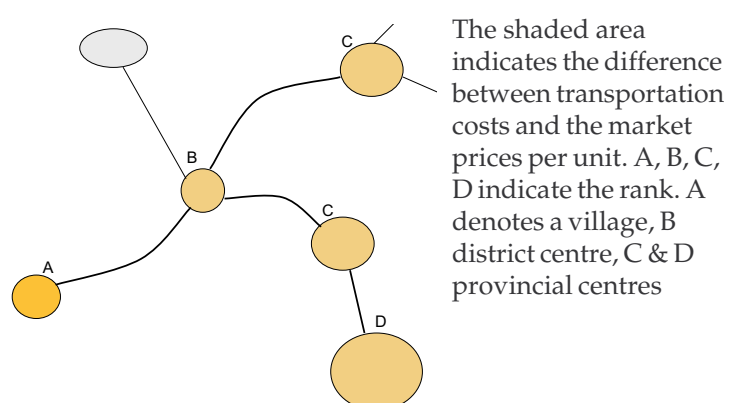 C
B
C
A
D
The shaded area
indicates the difference
between transportation
costs and the market
prices per unit. A, B, C,
D indicate the rank. A
denotes a village, B
district centre, C & D
provincial centres